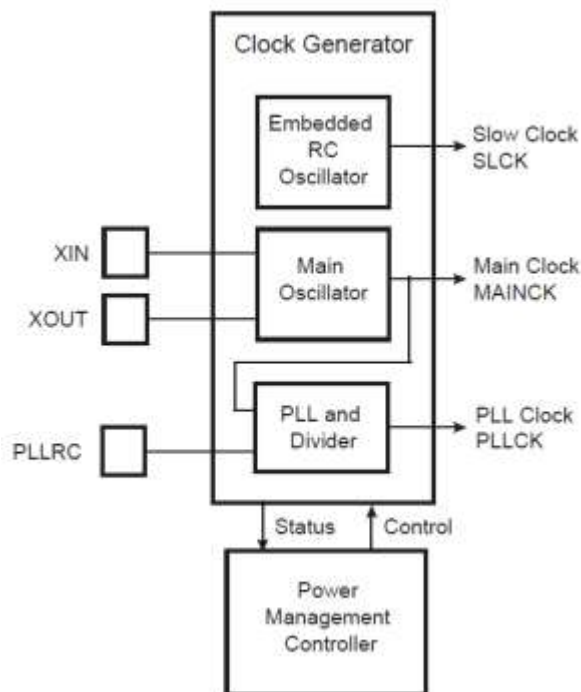 Clock Generator
Embedded
RC
Oscillator
Slow Clock
SLCK
XIN
Main
Oscillator
Main Clock
MAINCK
XOUT
PLL and
Divider
PLL Clock
PLLCK
PLLRC
Status
Control
Power
Management
Controller